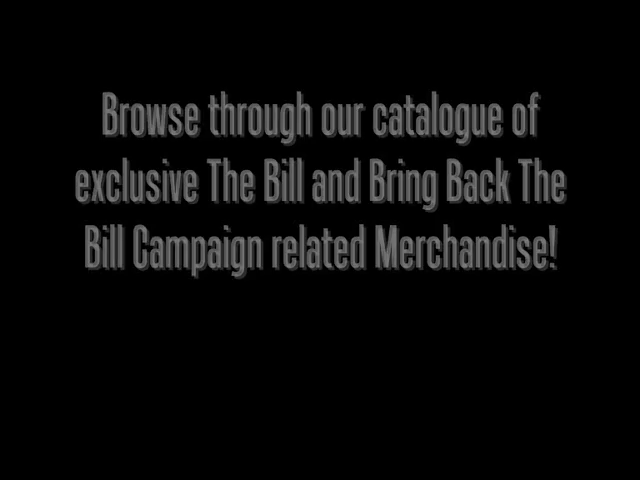 Browse through our catalogue of
exclusive The Bill and Bring Back The
Bill Campaign related Merchandise!